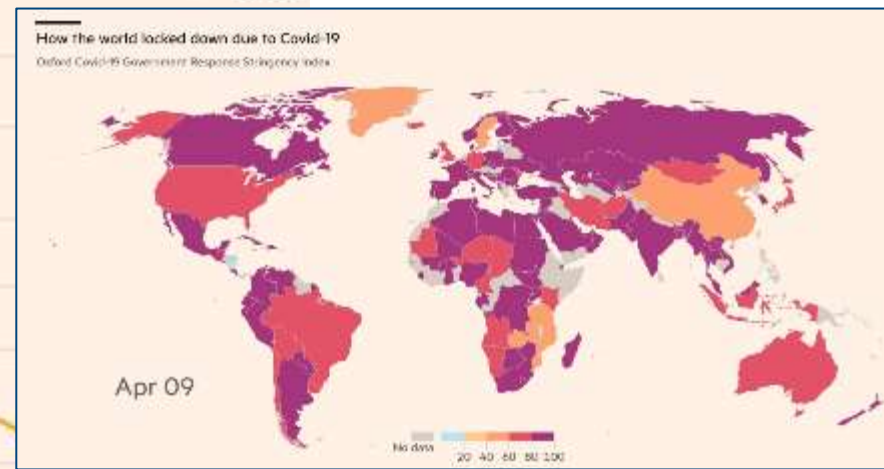 How the world locked down due to Covid-19
Oxford Covid-19 Government Response Stringency Index
Apr 09
No data
20 40 60 80 100